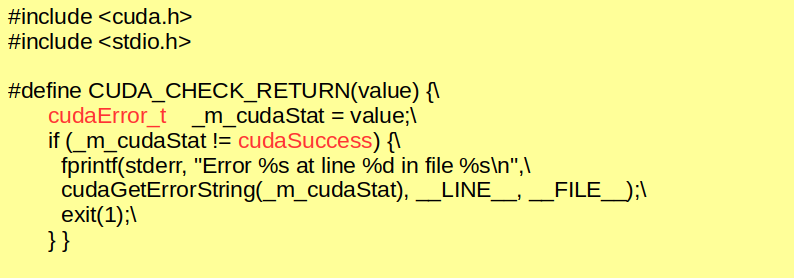 #include <cuda.h>
#include <stdio.h>
#define CUDA_CHECK_RETURN(value) {\
cudaError_t _m_cudaStat = value;\
if (_m_cudaStat != cudaSuccess) {\
fprintf(stderr, "Error %s at line %d in file %s\n",\
cudaGetErrorString(_m_cudaStat), __LINE__, __FILE__);\
exit(1);\
} }